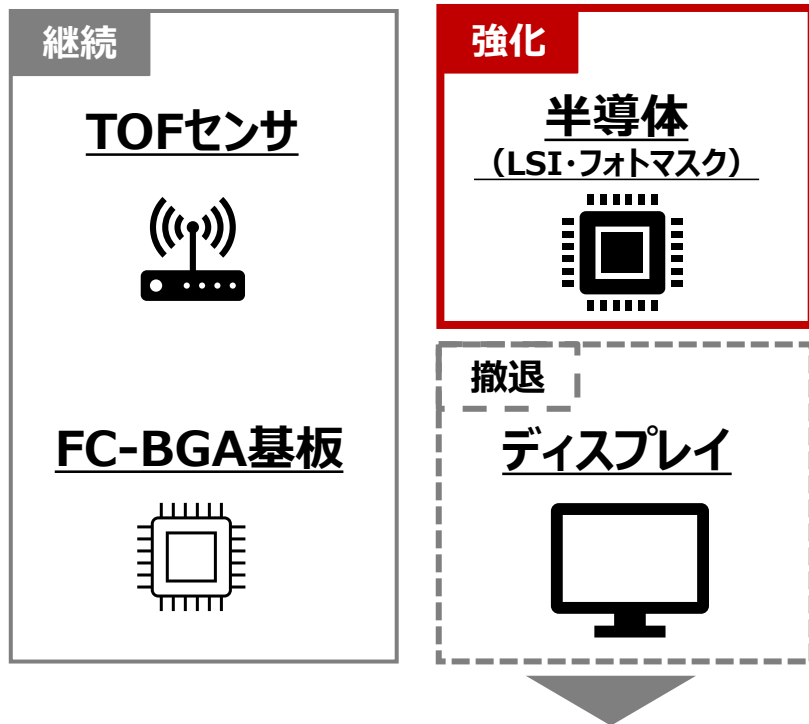 継続
TOFセンサ
FC-BGA基板
強化
半導体
（LSI・フォトマスク）
撤退
ディスプレイ